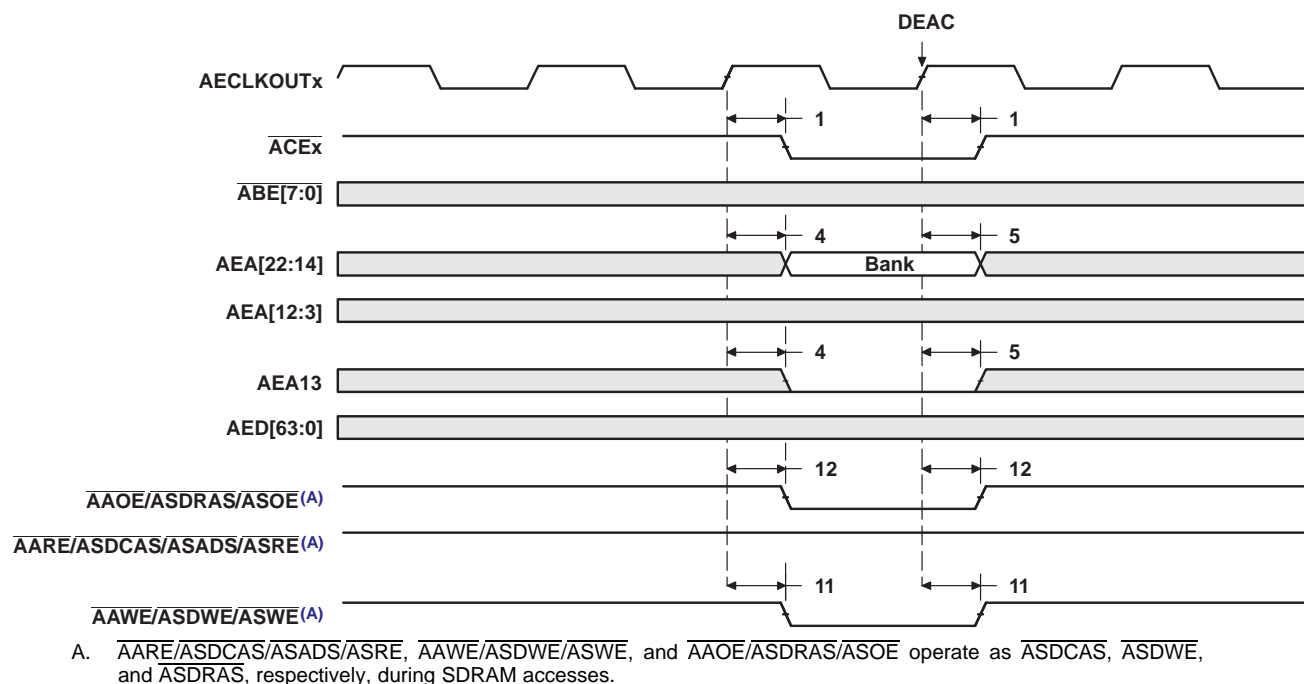 DEAC
AECLKOUTx
1 1
ACEx
ABE[7:0]
4 5
AEA[22:14] Bank
AEA[12:3]
4 5
AEA13
AED[63:0]
12 12
AAOE/ASDRAS/ASOE(A)
AARE/ASDCAS/ASADS/ASRE(A)
11 11
AAWE/ASDWE/ASWE(A)
A. AARE/ASDCAS/ASADS/ASRE, AAWE/ASDWE/ASWE, and AAOE/ASDRAS/ASOE operate as ASDCAS, ASDWE,
and ASDRAS, respectively, during SDRAM accesses.